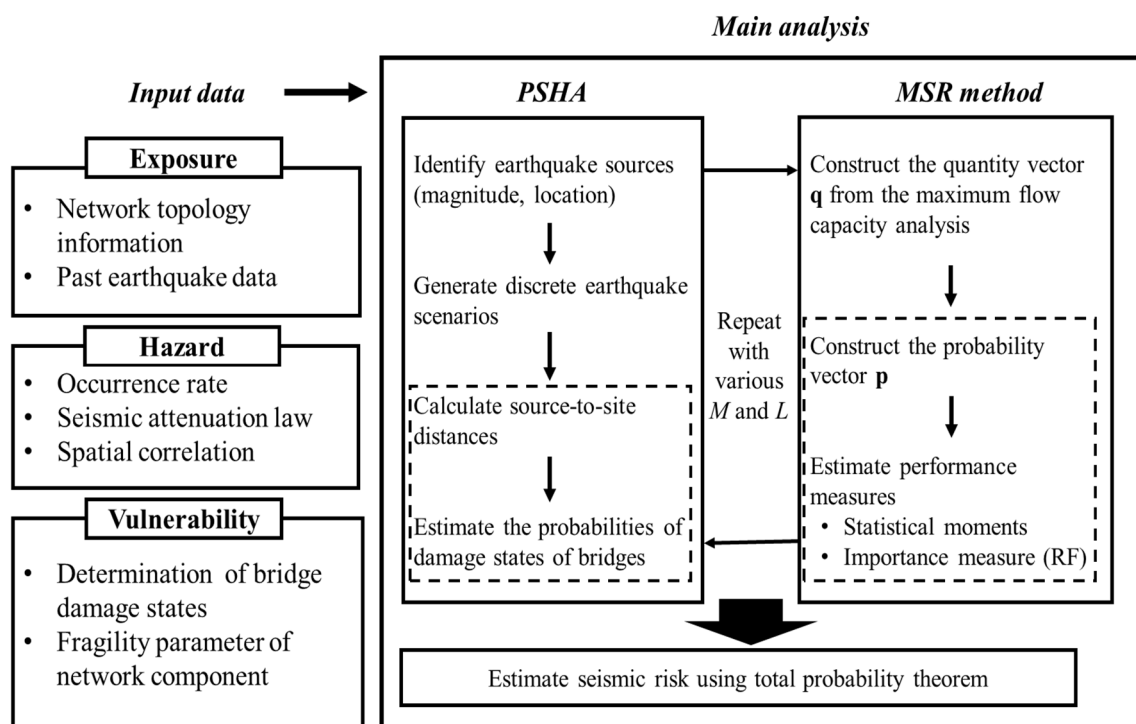 Main analysis
Input data
Exposure
• Network topology
information
• Past earthquake data
Hazard
• Occurrence rate
• Seismic attenuation law
• Spatial correlation
Vulnerability
• Determination of bridge
damage states
• Fragility parameter of
network component
PSHA
Identify earthquake sources
(magnitude, location)
Generate discrete earthquake
scenarios
Calculate source-to-site
distances
Estimate the probabilities of
damage states of bridges
Repeat
with
various
M and L
MSR method
Construct the quantity vector
q from the maximum flow
capacity analysis
Construct the probability
vector p
Estimate performance
measures
• Statistical moments
• Importance measure (RF)
Estimate seismic risk using total probability theorem